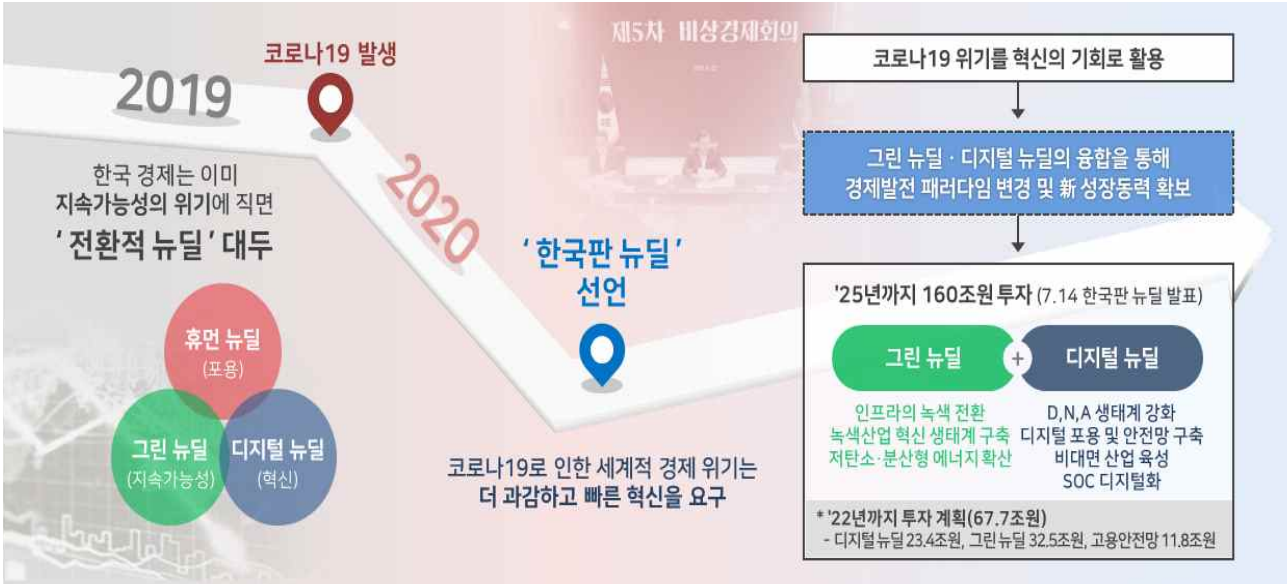 제5차 비상경제회의
코로나19 발생
2019
한국 경제는 이미
지속가능성의 위기에 직면
‘ 전환적 뉴딜 ’ 대두
휴먼 뉴딜
(포용)
그린 뉴딜
(지속가능성)
디지털 뉴딜
(혁신)
2020
‘ 한국판 뉴딜 ’
선언
코로나19로 인한 세계적 경제 위기는
더 과감하고 빠른 혁신을 요구
코로나19 위기를 혁신의 기회로 활용
그린 뉴딜 · 디지털 뉴딜의 융합을 통해
경제발전 패러다임 변경 및 新 성장동력 확보
'25년까지 160조원 투자 (7.14 한국판 뉴딜 발표)
그린 뉴딜 + 디지털 뉴딜
인프라의 녹색 전환
녹색산업 혁신 생태계 구축
저탄소·분산형 에너지 확산
D,N,A 생태계 강화
디지털 포용 및 안전망 구축
비대면 산업 육성
SOC 디지털화
* '22년까지 투자 계획(67.7조원)
- 디지털뉴딜 23.4조원, 그린뉴딜 32.5조원, 고용안전망 11.8조원